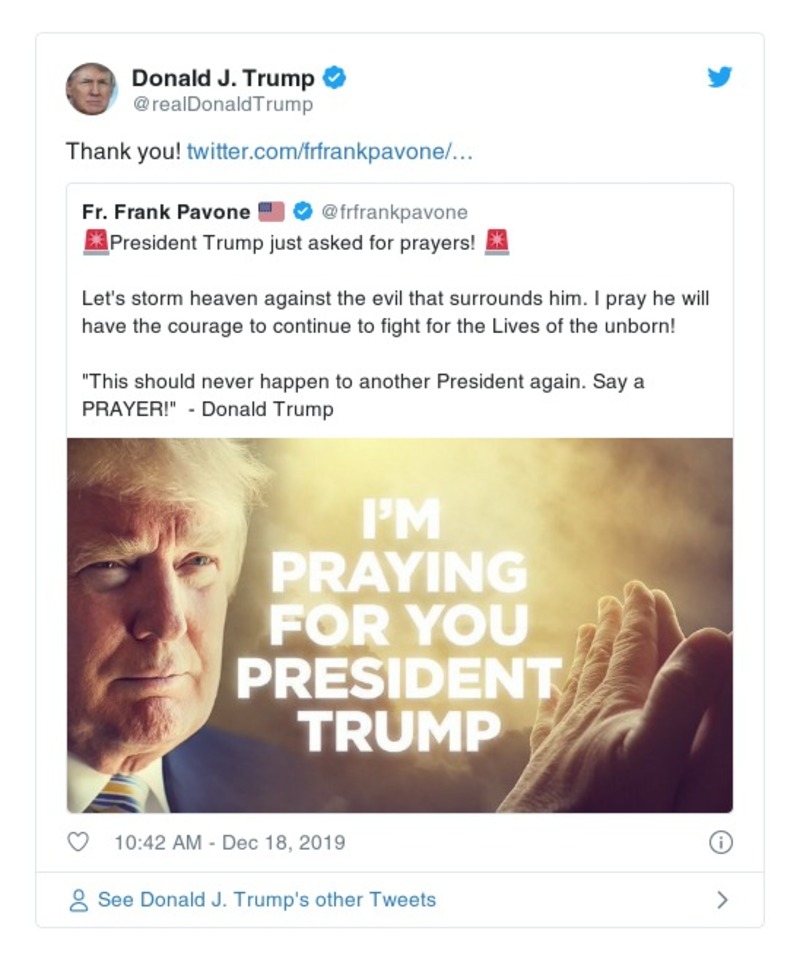 Donald J. Trump
@realDonaldTrump
Thank you! twitter.com/frfrankpavone/…
Fr. Frank Pavone 🇺🇸 @frfrankpavone
🚨President Trump just asked for prayers! 🚨
Let's storm heaven against the evil that surrounds him. I pray he will
have the courage to continue to fight for the Lives of the unborn!
"This should never happen to another President again. Say a
PRAYER!"  - Donald Trump
I'M
PRAYING
FOR YOU
PRESIDENT
TRUMP
10:42 AM - Dec 18, 2019
See Donald J. Trump's other Tweets